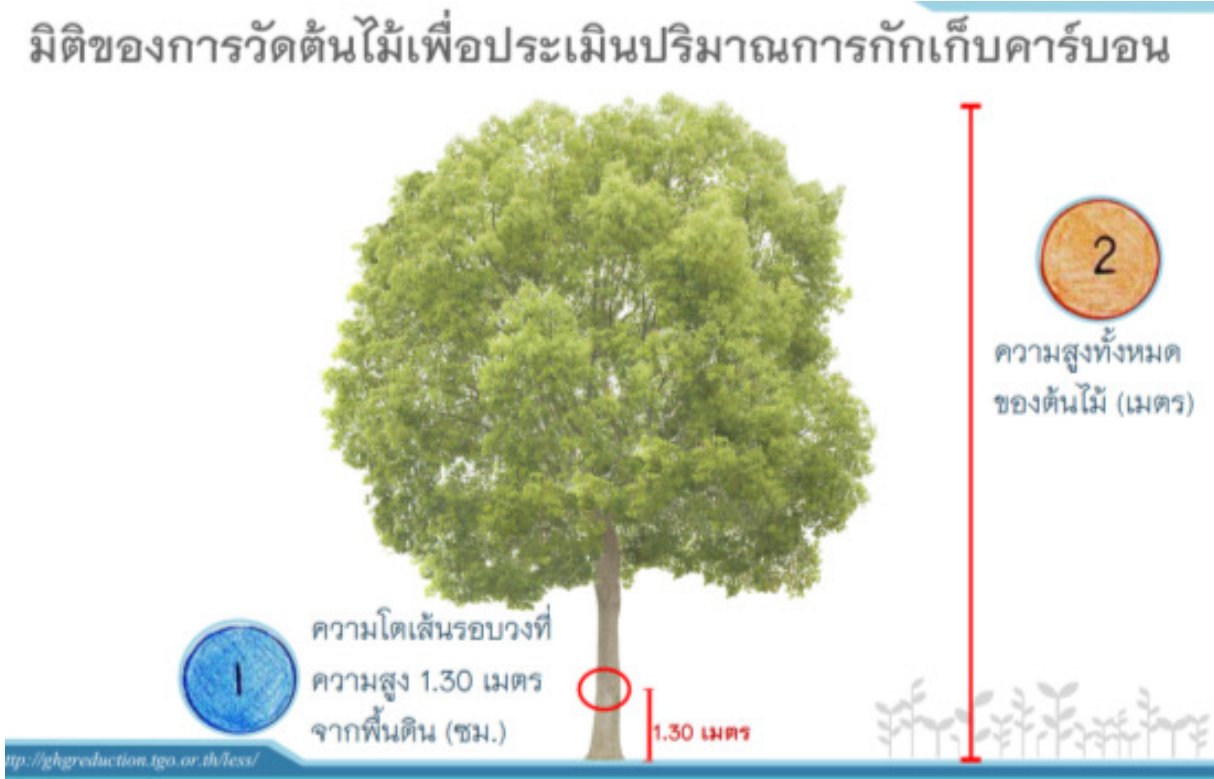 มิติของการวัดต้นไม้เพื่อประเมินปริมาณการกักเก็บคาร์บอน
2
ความสูงทั้งหมด
ของต้นไม้ (เมตร)
1
ความโตเส้นรอบวงที่
ความสูง 1.30 เมตร
จากพื้นดิน (ซม.)
1.30 เมตร
ttp://ghgreduction.tgo.or.th/less/